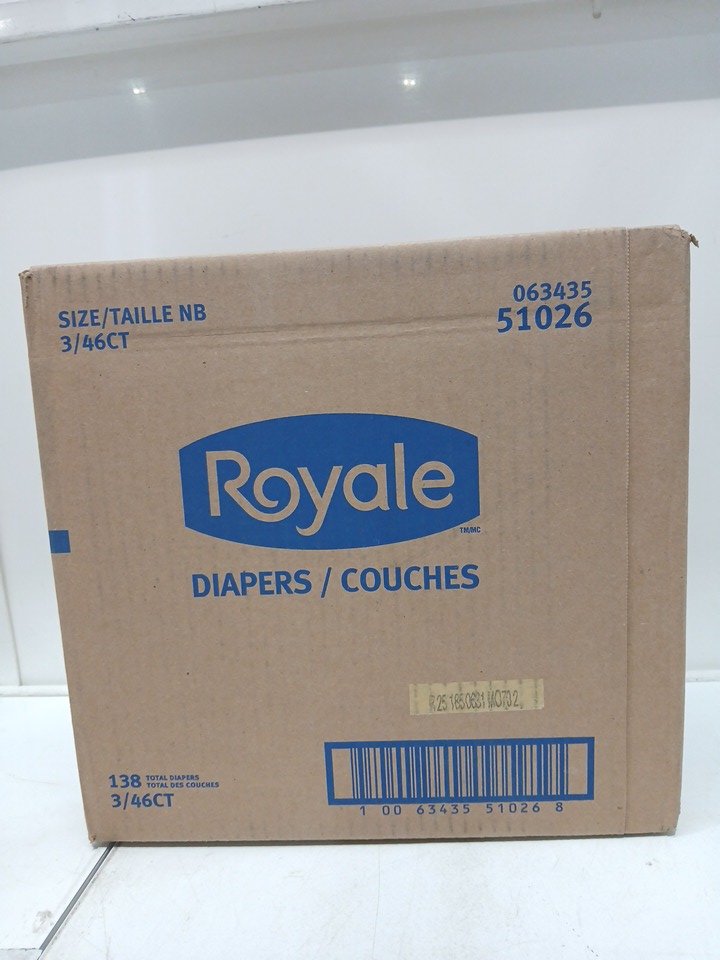 SIZE/TAILLE NB
3/46CT
063435
51026
Royale
TM/MC
DIAPERS / COUCHES
138 TOTAL DIAPERS
TOTAL DES COUCHES
3/46CT
1 00 63435 51026 8